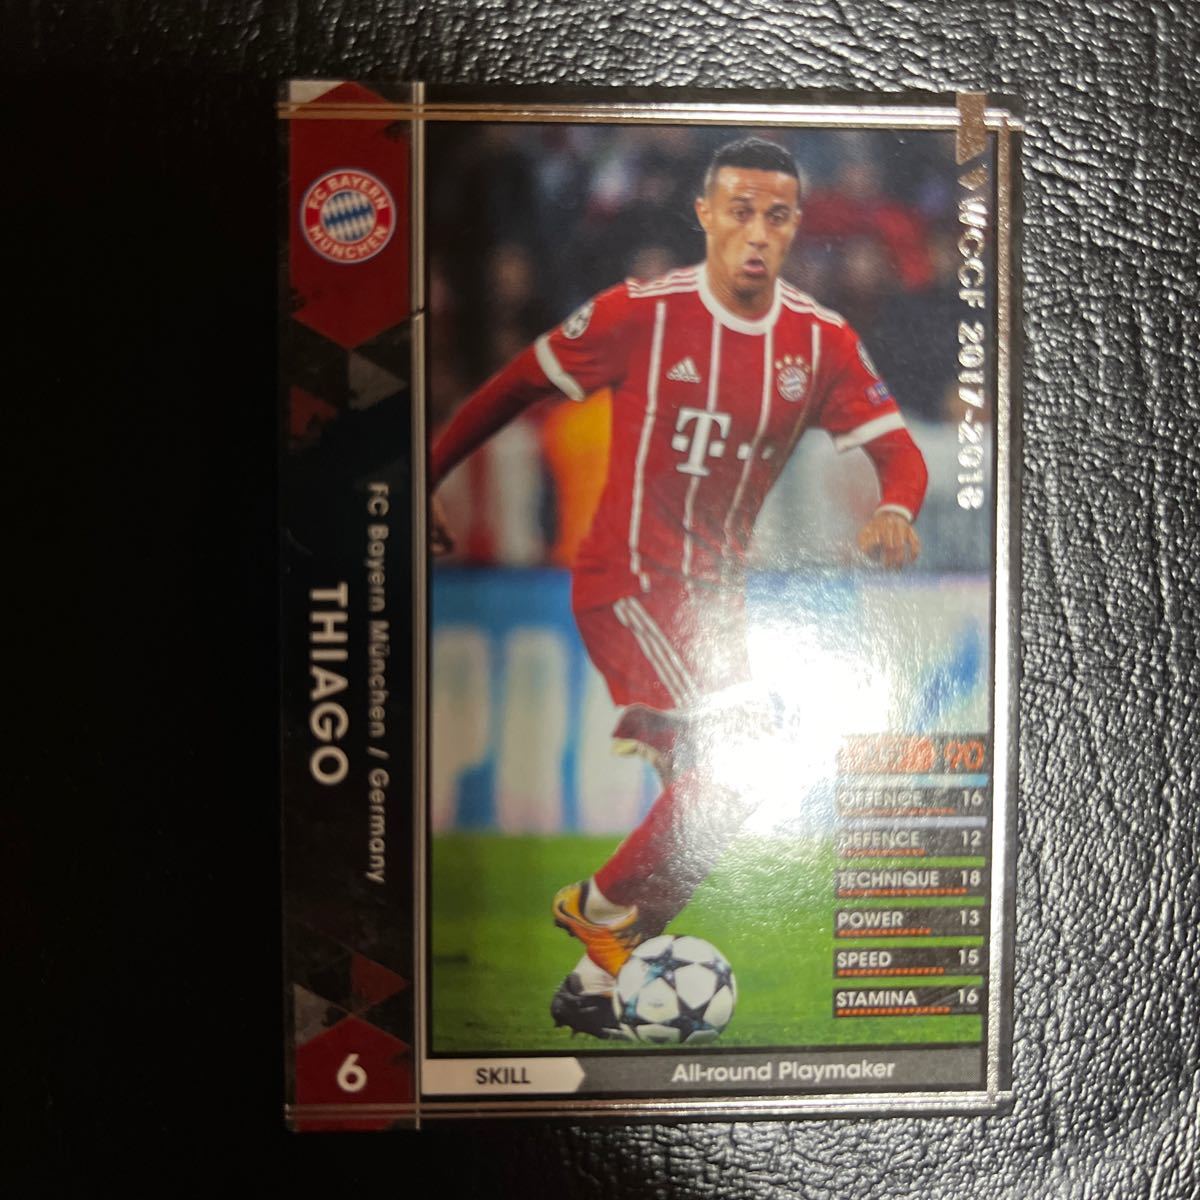 FC BAYERN
MÜNCHEN
WCCF 2017-2018
T
adidas
FC Bayern München / Germany
THIAGO
90
OFFENCE 16
DEFENCE 12
TECHNIQUE 18
POWER 13
SPEED 15
STAMINA 16
6
SKILL
All-round Playmaker